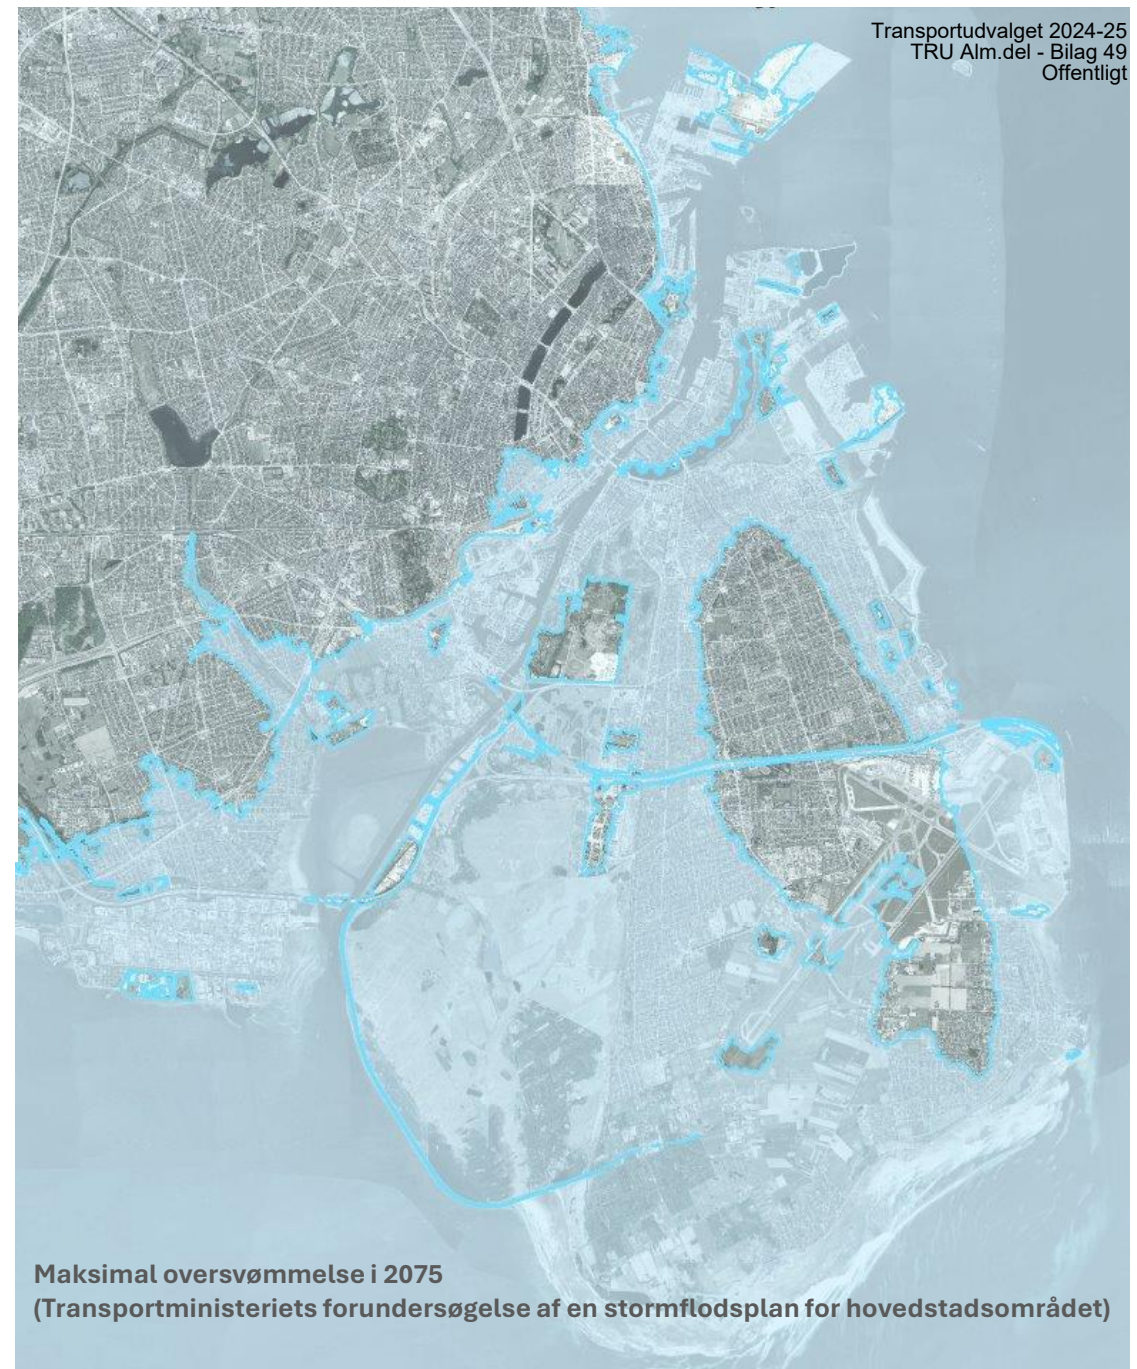 Transportudvalget 2024-25
TRU Alm.del - Bilag 49
Offentligt
Maksimal oversvømmelse i 2075
(Transportministeriets forundersøgelse af en stormflodsplan for hovedstadsområdet)